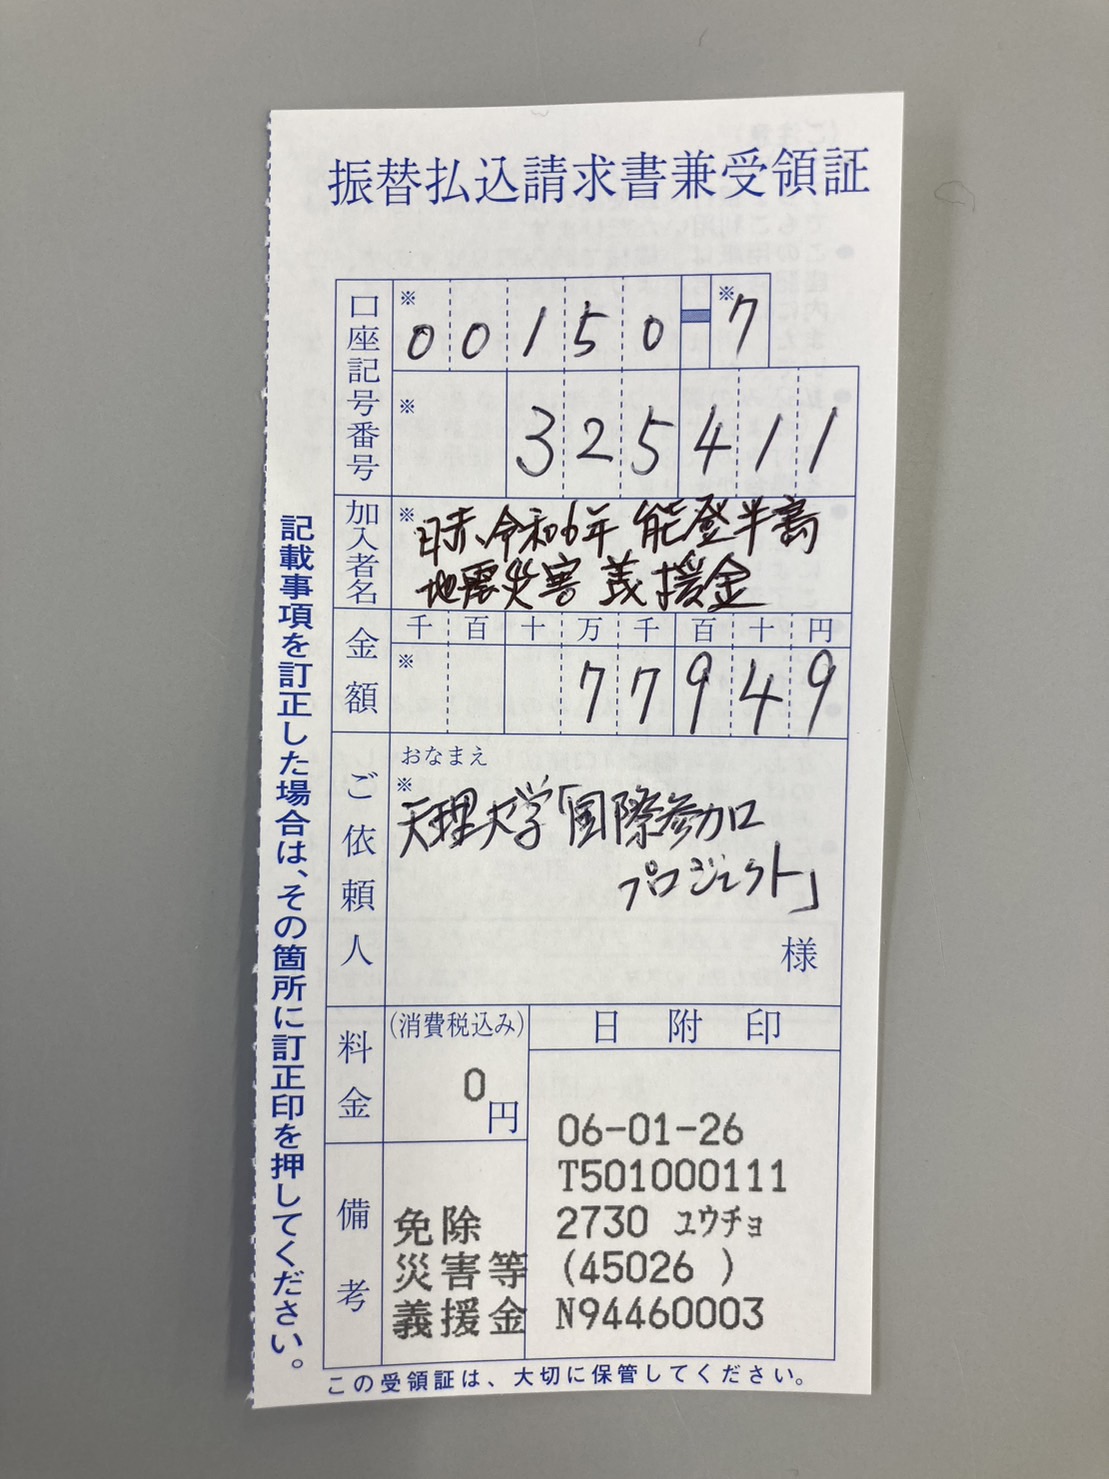 振替払込請求書兼受領証
口座記号番号
※
00150-
※
7
※
325411
加入者名
※
日赤、令和6年 能登半島
地震災害 義援金
金額
千 百 十 万 千 百 十 円
※
77949
ご依頼人
おなまえ
※
天理大学「国際参加
プロジェクト」
様
料金
(消費税込み)
0
円
日附印
06-01-26
T501000111
2730 ユウチョ
(45026 )
N94460003
備考
免除
災害等
義援金
この受領証は、大切に保管してください。
記載事項を訂正した場合は、その箇所に訂正印を押してください。